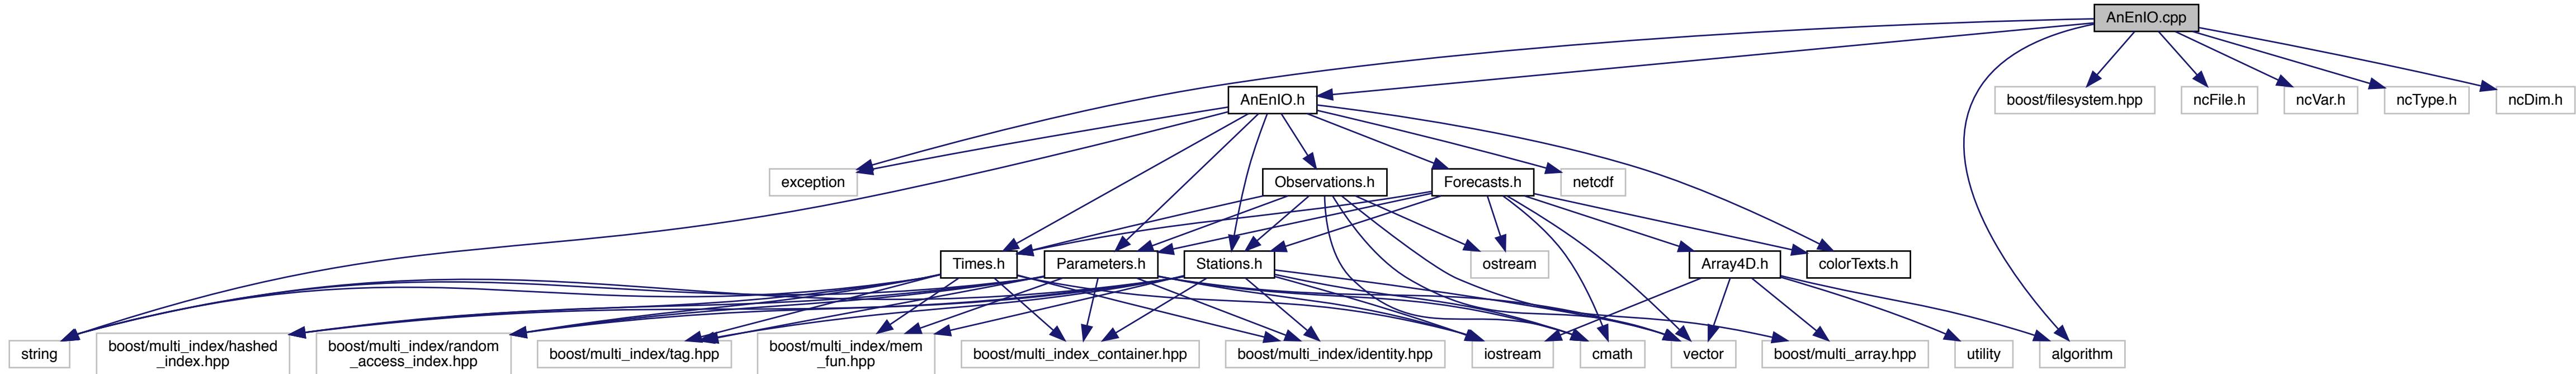 AnEnIO.cpp
AnEnIO.h
boost/filesystem.hpp
ncFile.h
ncVar.h
ncType.h
ncDim.h
exception
Observations.h
Forecasts.h
netcdf
Times.h
Parameters.h
Stations.h
ostream
Array4D.h
colorTexts.h
string
boost/multi_index/hashed
_index.hpp
boost/multi_index/random
_access_index.hpp
boost/multi_index/tag.hpp
boost/multi_index/mem
_fun.hpp
boost/multi_index_container.hpp
boost/multi_index/identity.hpp
iostream
cmath
vector
boost/multi_array.hpp
utility
algorithm